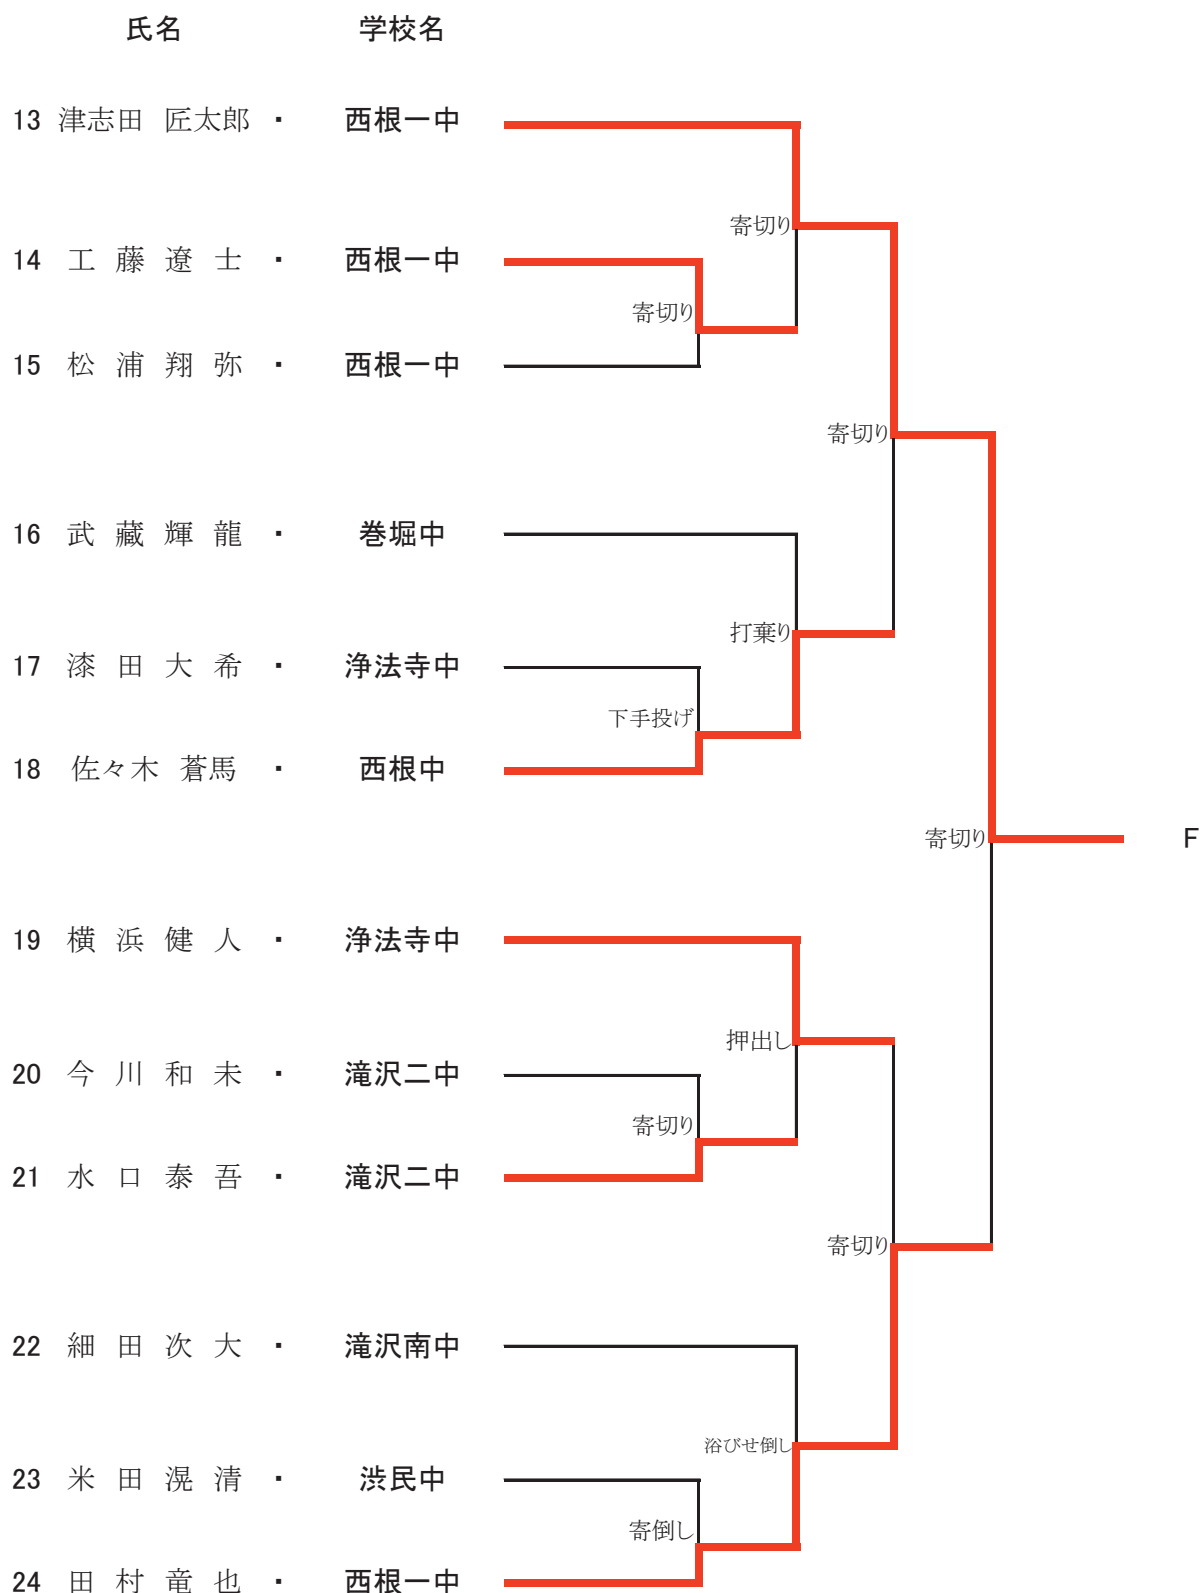 氏名 学校名
13 津志田 匠太郎 ・ 西根一中
寄切り
14 工藤遼士 ・ 西根一中
寄切り
15 松浦翔弥 ・ 西根一中
寄切り
16 武蔵輝龍 ・ 巻堀中
打棄り
17 漆田大希 ・ 浄法寺中
下手投げ
18 佐々木 蒼馬 ・ 西根中
寄切り F
19 横浜健人 ・ 浄法寺中
押出し
20 今川和未 ・ 滝沢二中
寄切り
21 水口泰吾 ・ 滝沢二中
寄切り
22 細田次大 ・ 滝沢南中
浴びせ倒し
23 米田滉清 ・ 渋民中
寄倒し
24 田村竜也 ・ 西根一中